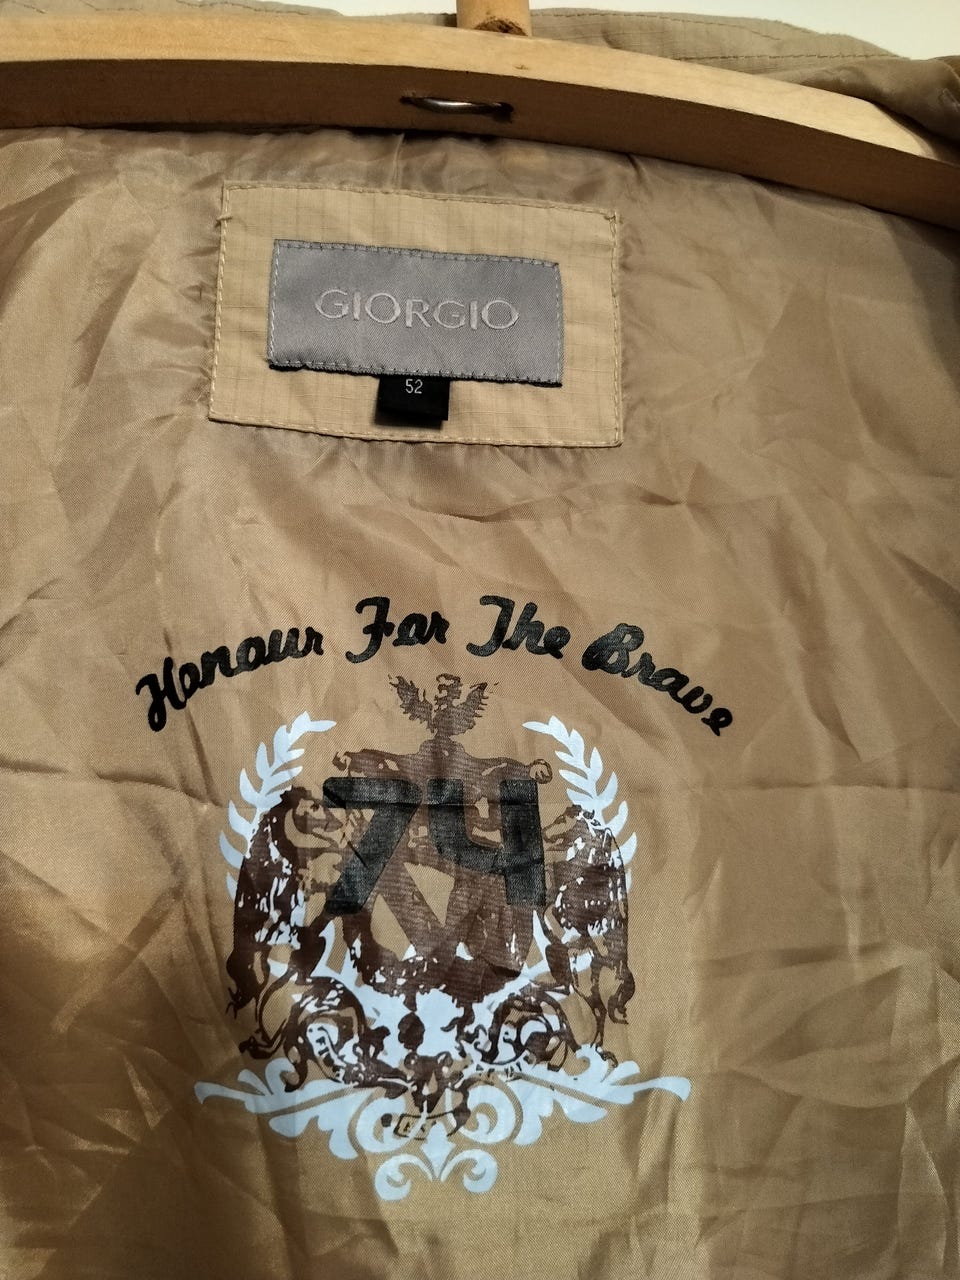 GIORGIO
52
Honour For The Brave
74